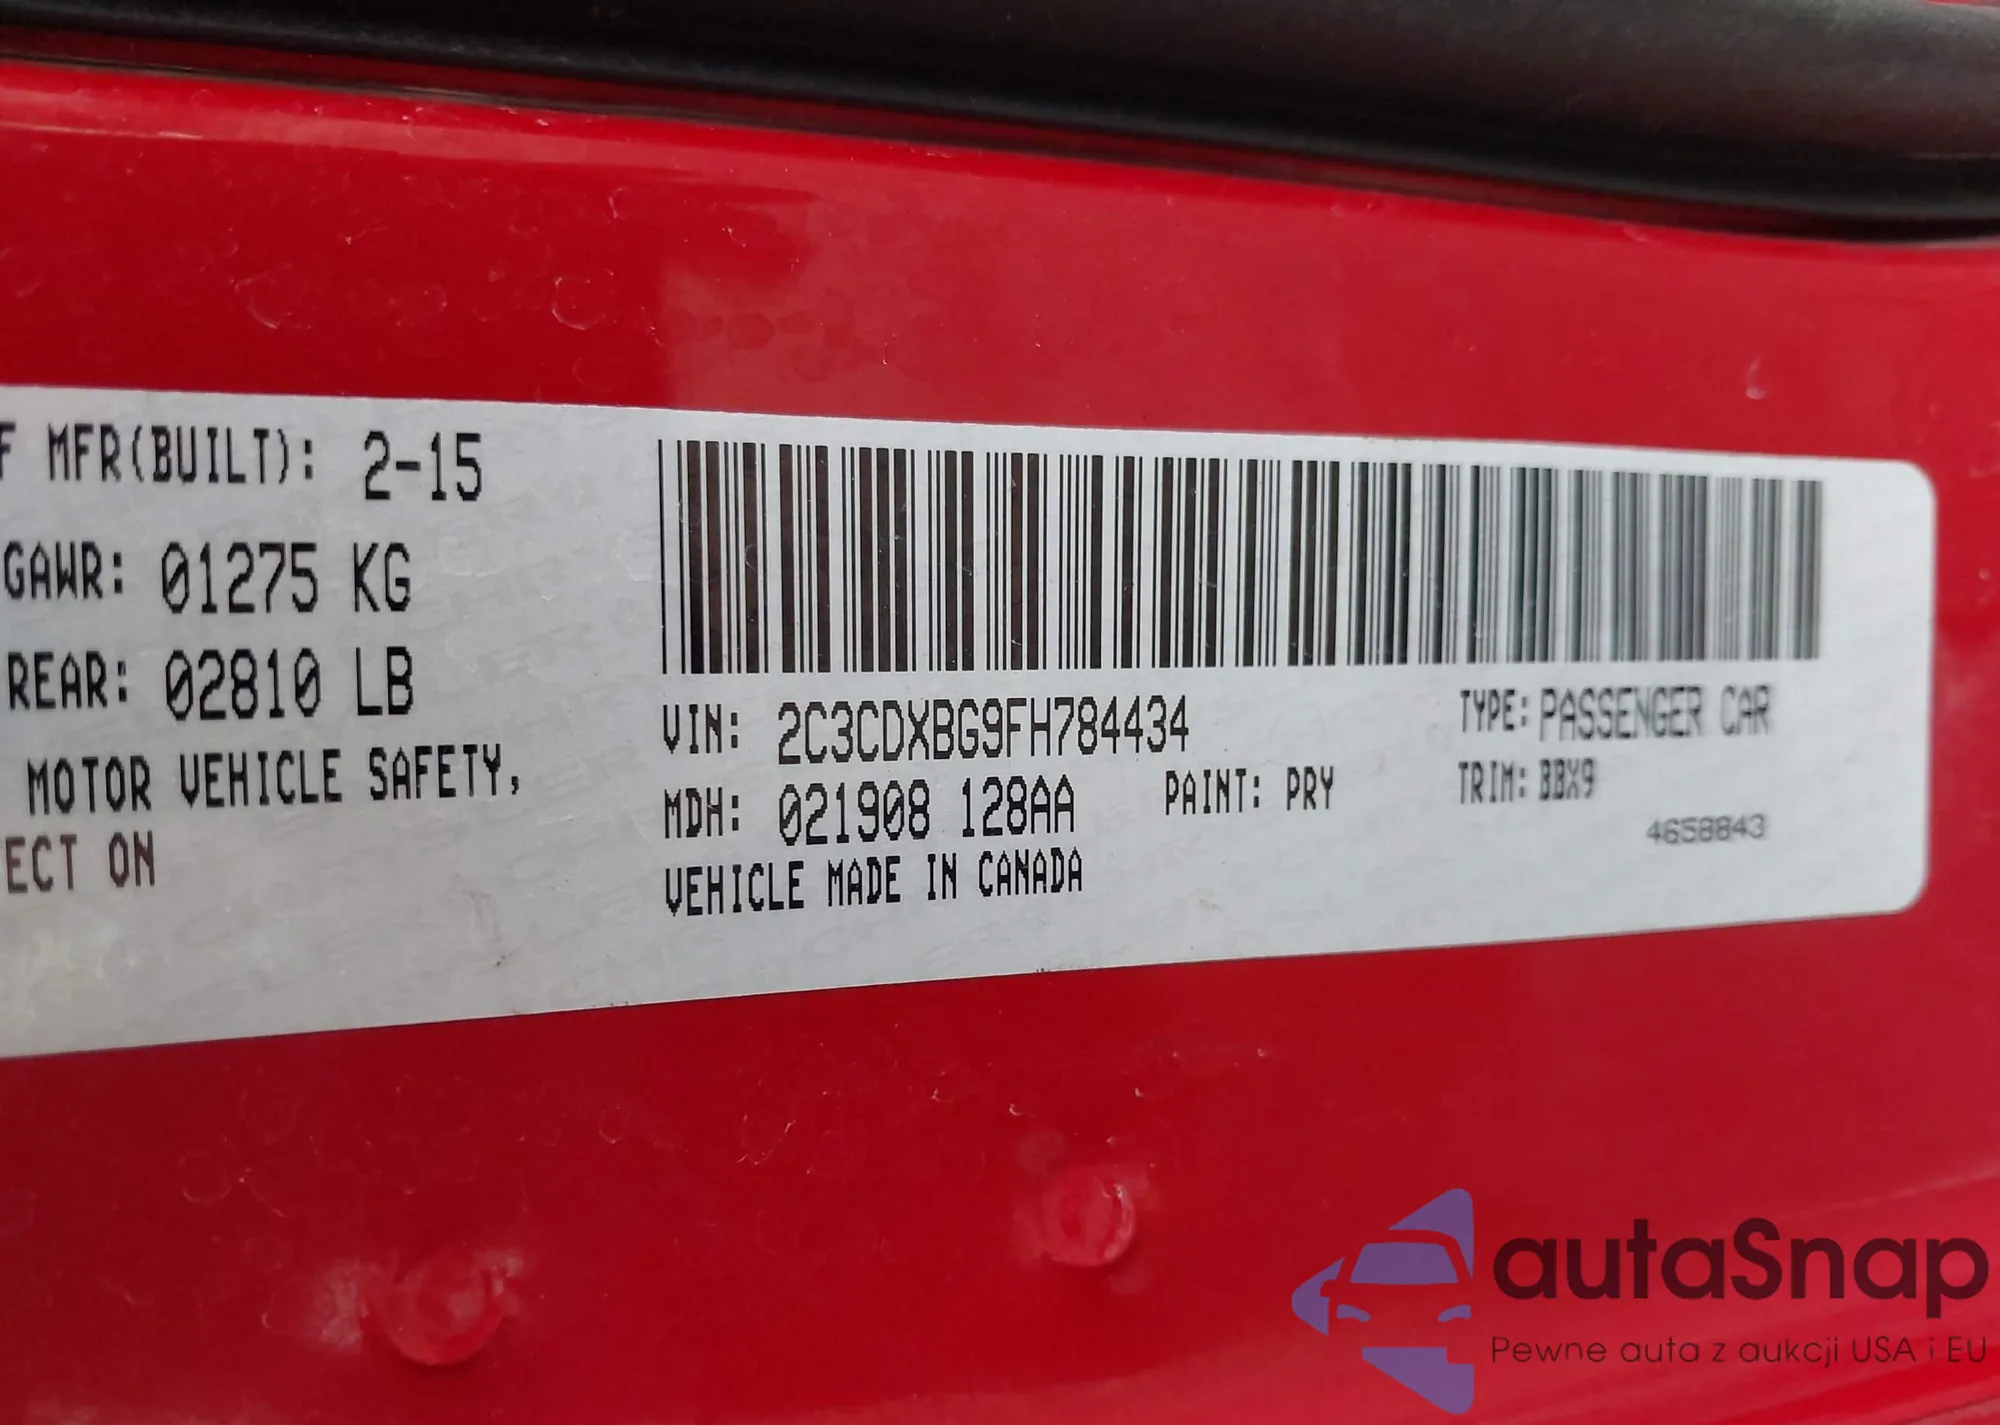 F MFR(BUILT): 2-15
GAWR: 01275 KG
REAR: 02810 LB
MOTOR VEHICLE SAFETY,
ECT ON
VIN: 2C3CDXBG9FH784434
TYPE: PASSENGER CAR
MDH: 021908 128AA
PAINT: PRY
TRIM: BBX9
4658843
VEHICLE MADE IN CANADA
autaSnap
Pewne auta z aukcji USA i EU